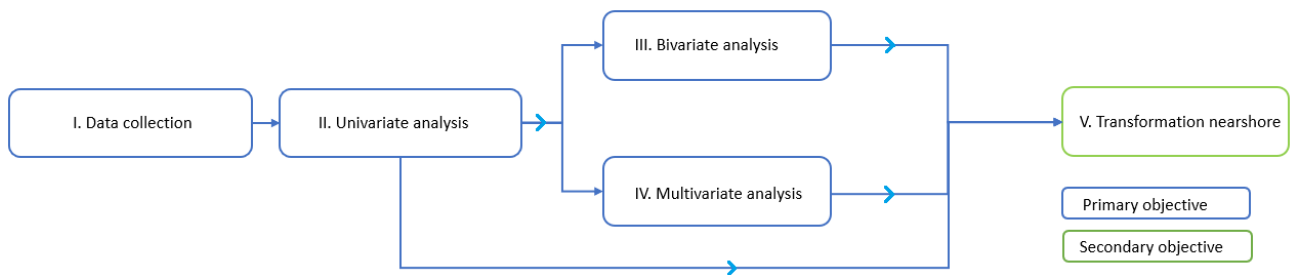 I. Data collection
II. Univariate analysis
III. Bivariate analysis
IV. Multivariate analysis
V. Transformation nearshore
Primary objective
Secondary objective